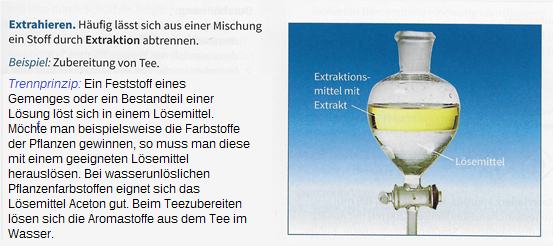 Extrahieren. Häufig lässt sich aus einer Mischung
ein Stoff durch Extraktion abtrennen.
Beispiel: Zubereitung von Tee.
Trennprinzip: Ein Feststoff eines
Gemenges oder ein Bestandteil einer
Lösung löst sich in einem Lösemittel.
Möchte man beispielsweise die Farbstoffe
der Pflanzen gewinnen, so muss man diese
mit einem geeigneten Lösemittel
herauslösen. Bei wasserunlöslichen
Pflanzenfarbstoffen eignet sich das
Lösemittel Aceton gut. Beim Teezubereiten
lösen sich die Aromastoffe aus dem Tee im
Wasser.
Extraktions-
mittel mit
Extrakt
Lösemittel